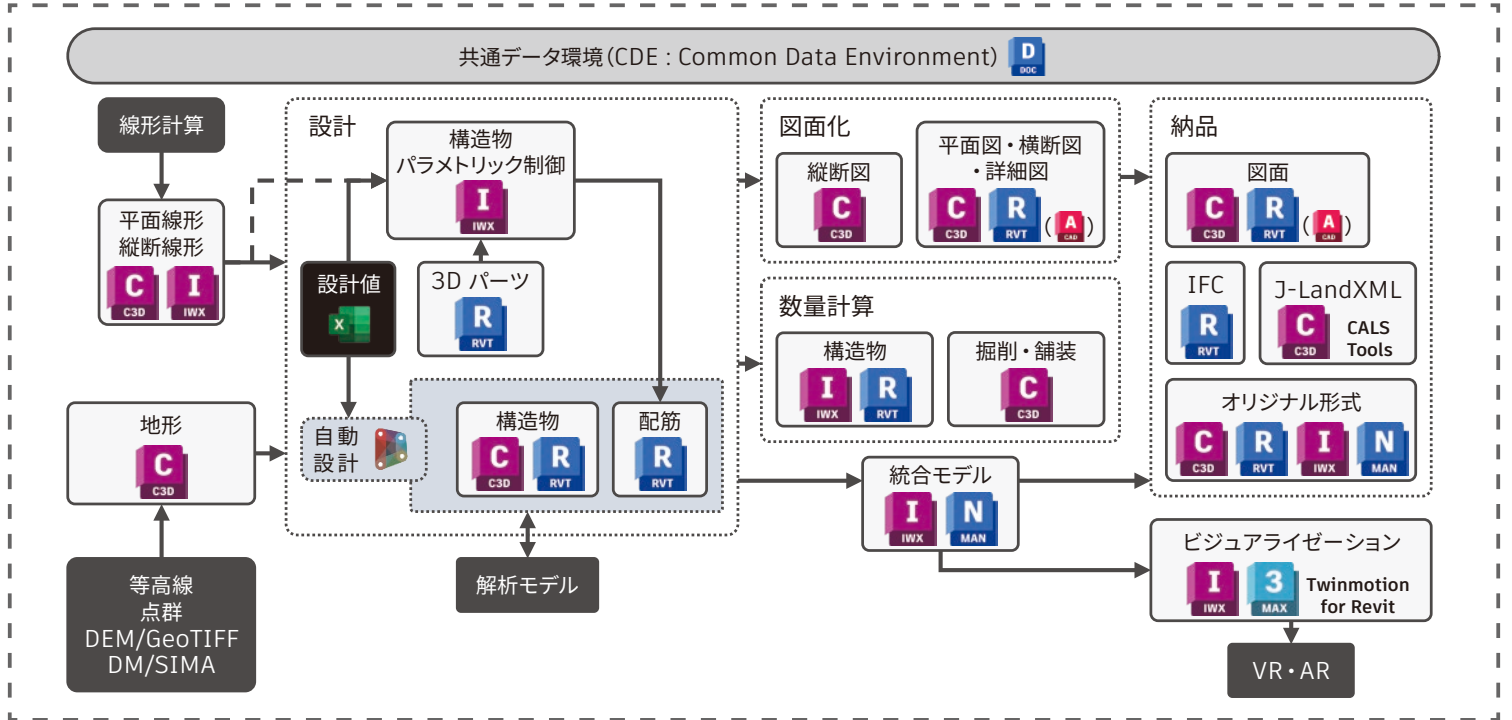 共通データ環境(CDE : Common Data Environment)
D
DOC
線形計算
平面線形
縦断線形
C
C3D
I
IWX
地形
C
C3D
等高線
点群
DEM/GeoTIFF
DM/SIMA
設計
構造物
パラメトリック制御
I
IWX
設計値
X
3D パーツ
R
RVT
自動
設計
構造物
C
C3D
R
RVT
配筋
R
RVT
解析モデル
図面化
縦断図
C
C3D
平面図・横断図
・詳細図
C
C3D
R
RVT
(A)
CAD
数量計算
構造物
I
IWX
R
RVT
掘削・舗装
C
C3D
統合モデル
I
IWX
N
MAN
納品
図面
C
C3D
R
RVT
(A)
CAD
IFC
R
RVT
J-LandXML
C
C3D
CALS
Tools
オリジナル形式
C
C3D
R
RVT
I
IWX
N
MAN
ビジュアライゼーション
I
IWX
3
MAX
Twinmotion
for Revit
VR・AR